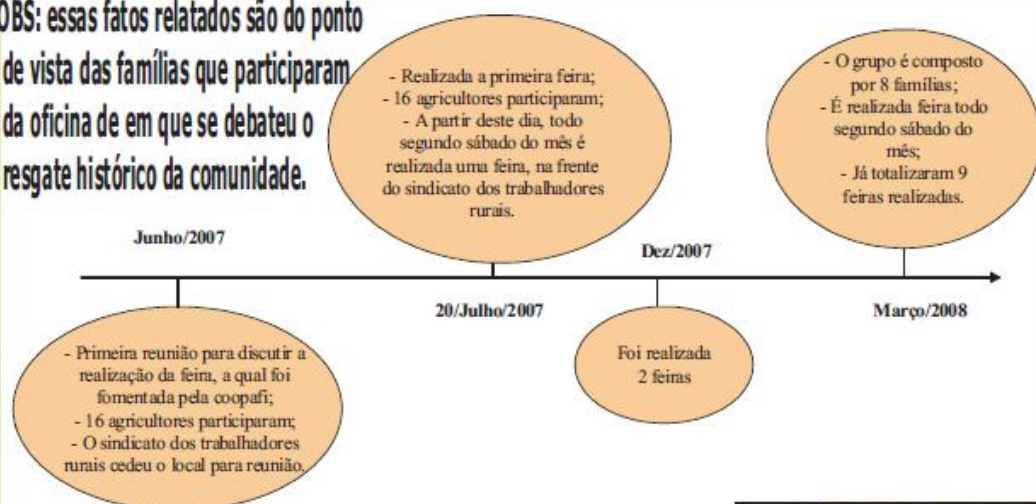 OBS: essas fatos relatados são do ponto
de vista das famílias que participaram
da oficina de em que se debateu o
resgate histórico da comunidade.
- Realizada a primeira feira;
- 16 agricultores participaram;
- A partir deste dia, todo
segundo sábado do mês é
realizada uma feira, na frente
do sindicato dos trabalhadores
rurais.
- O grupo é composto
por 8 famílias;
- É realizada feira todo
segundo sábado do
mês;
- Já totalizaram 9
feiras realizadas.
Junho/2007
Dez/2007
20/Julho/2007
Março/2008
- Primeira reunião para discutir a
realização da feira, a qual foi
fomentada pela coopafi;
- 16 agricultores participaram;
- O sindicato dos trabalhadores
rurais cedeu o local para reunião.
Foi realizada
2 feiras